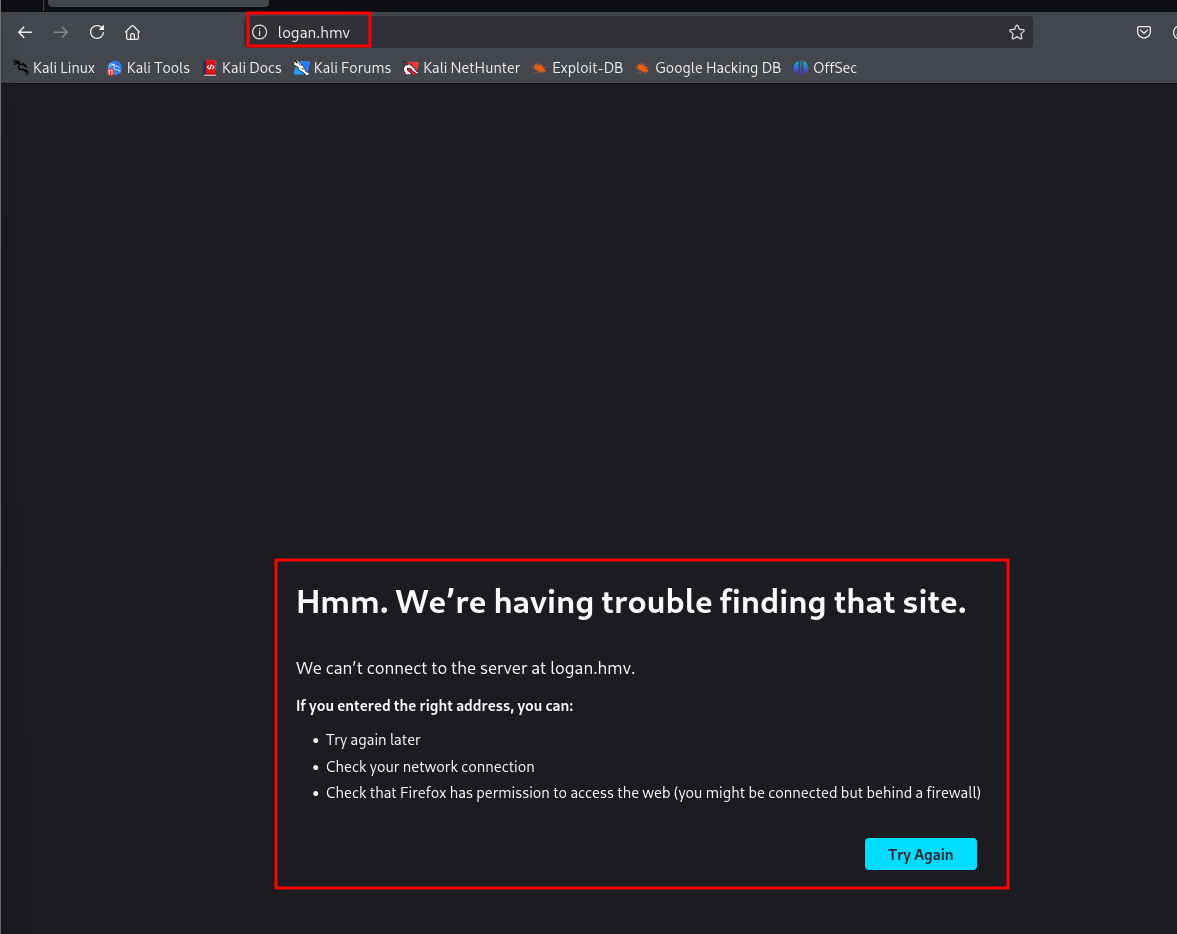 logan.hmv
Kali Linux Kali Tools Kali Docs Kali Forums Kali NetHunter Exploit-DB Google Hacking DB OffSec
Hmm. We’re having trouble finding that site.
We can’t connect to the server at logan.hmv.
If you entered the right address, you can:
• Try again later
• Check your network connection
• Check that Firefox has permission to access the web (you might be connected but behind a firewall)
Try Again